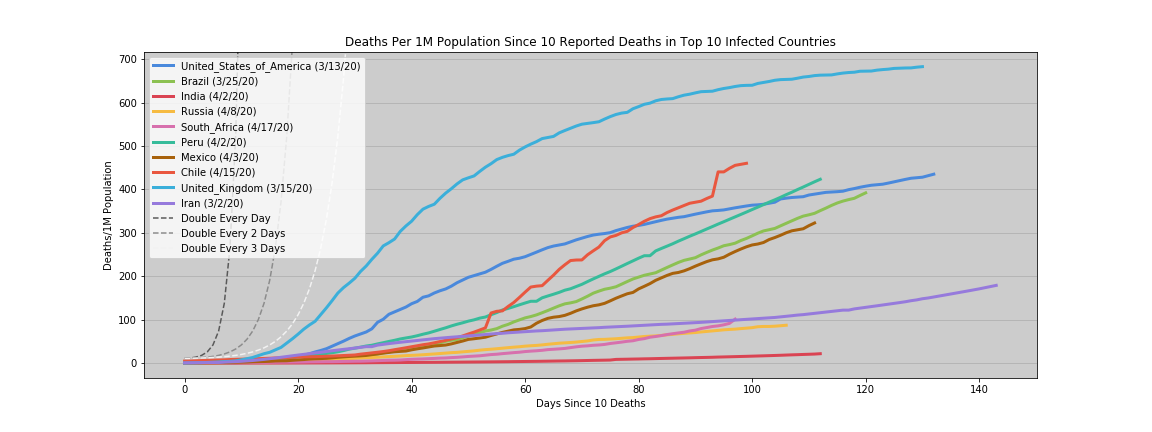 Deaths Per 1M Population Since 10 Reported Deaths in Top 10 Infected Countries
Deaths/1M Population
700
600
500
400
300
200
100
0
United_States_of_America (3/13/20)
Brazil (3/25/20)
India (4/2/20)
Russia (4/8/20)
South_Africa (4/17/20)
Peru (4/2/20)
Mexico (4/3/20)
Chile (4/15/20)
United_Kingdom (3/15/20)
Iran (3/2/20)
Double Every Day
Double Every 2 Days
Double Every 3 Days
0 20 40 60 80 100 120 140
Days Since 10 Deaths